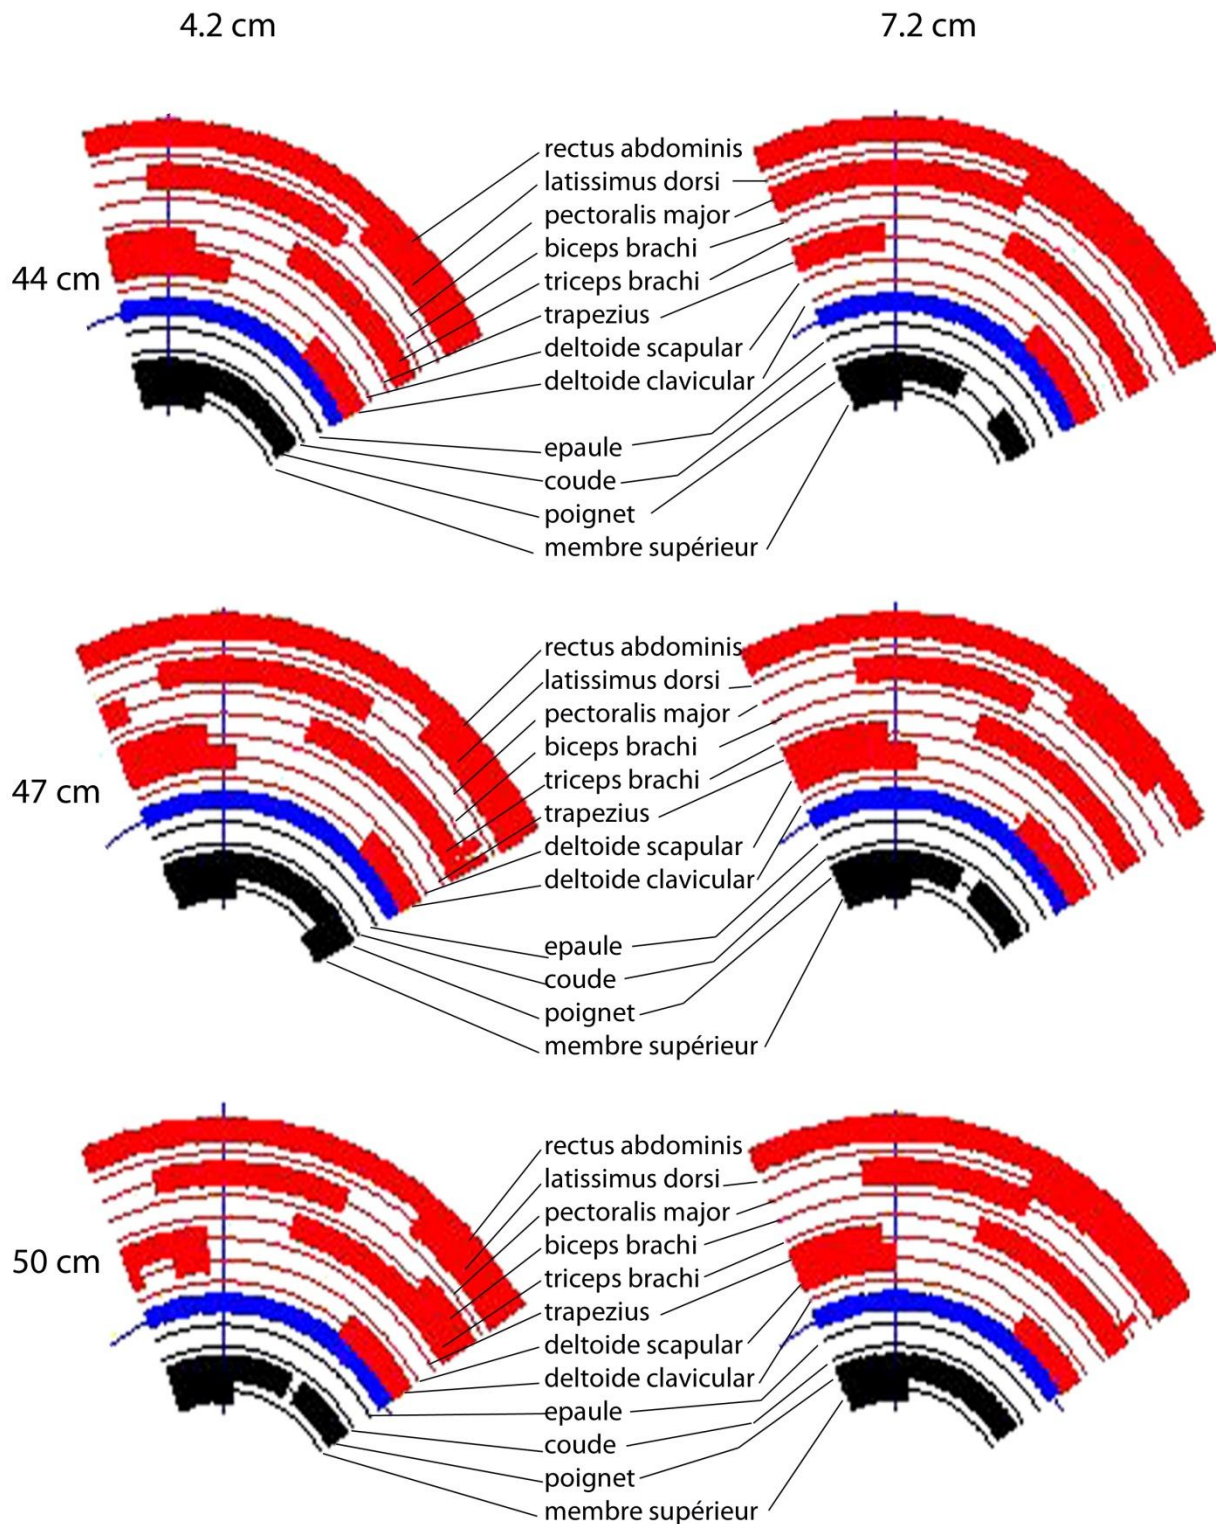 4.2 cm
7.2 cm
44 cm
rectus abdominis
latissimus dorsi
pectoralis major
biceps brachi
triceps brachi
trapezius
deltoide scapular
deltoide clavicular
epaule
coude
poignet
membre supérieur
47 cm
rectus abdominis
latissimus dorsi
pectoralis major
biceps brachi
triceps brachi
trapezius
deltoide scapular
deltoide clavicular
epaule
coude
poignet
membre supérieur
50 cm
rectus abdominis
latissimus dorsi
pectoralis major
biceps brachi
triceps brachi
trapezius
deltoide scapular
deltoide clavicular
epaule
coude
poignet
membre supérieur